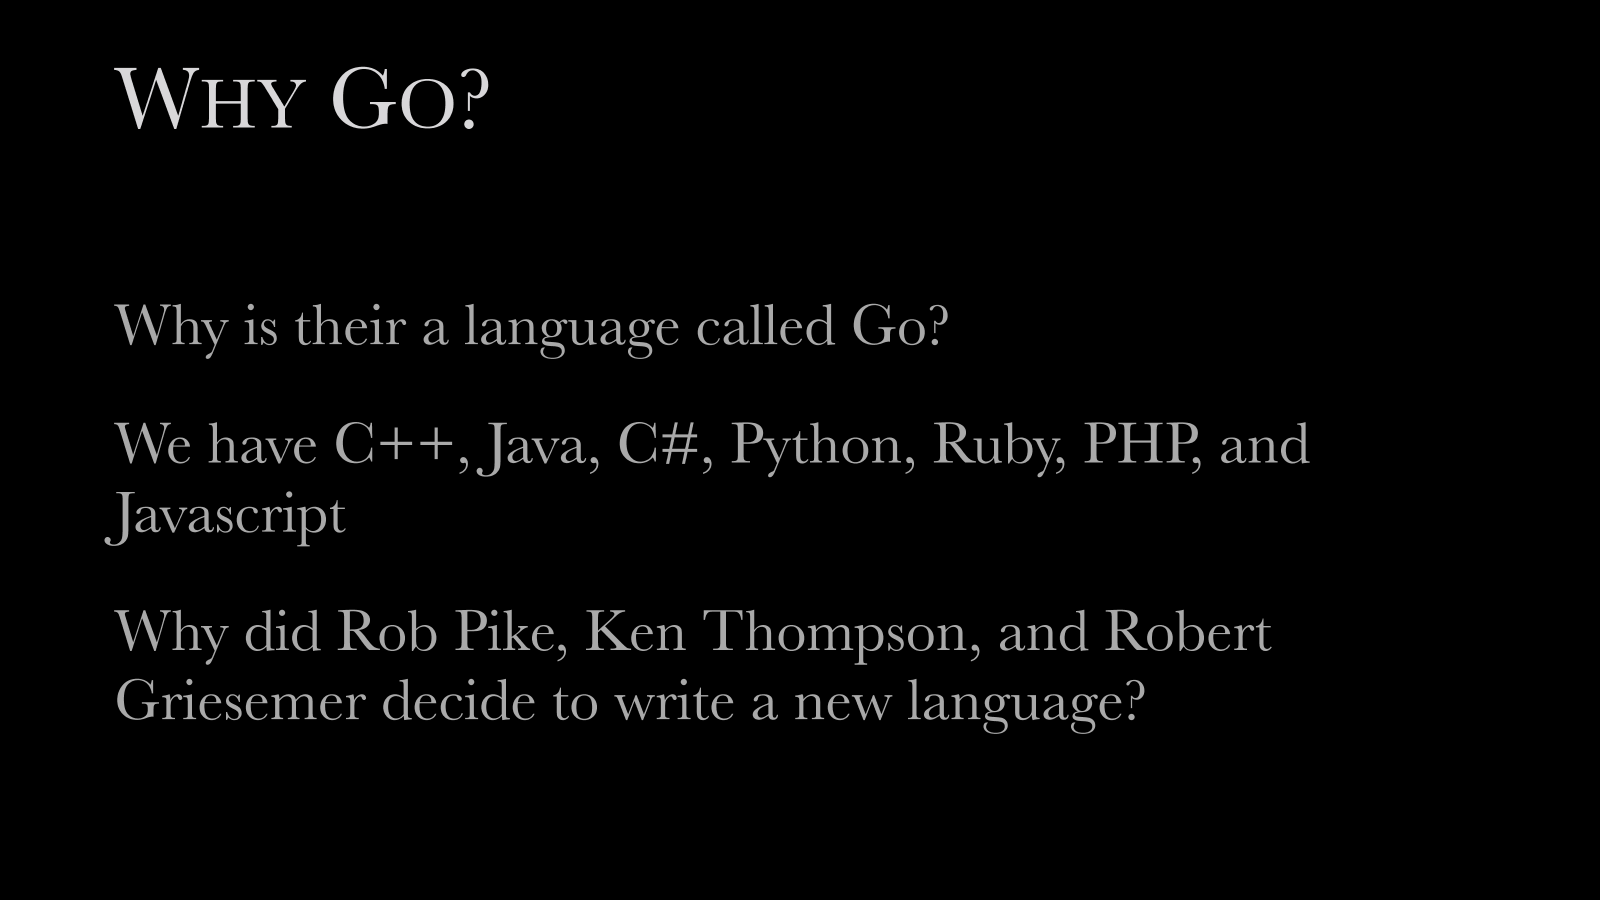 Why Go?
Why is their a language called Go?
We have C++, Java, C#, Python, Ruby, PHP, and
Javascript
Why did Rob Pike, Ken Thompson, and Robert
Griesemer decide to write a new language?